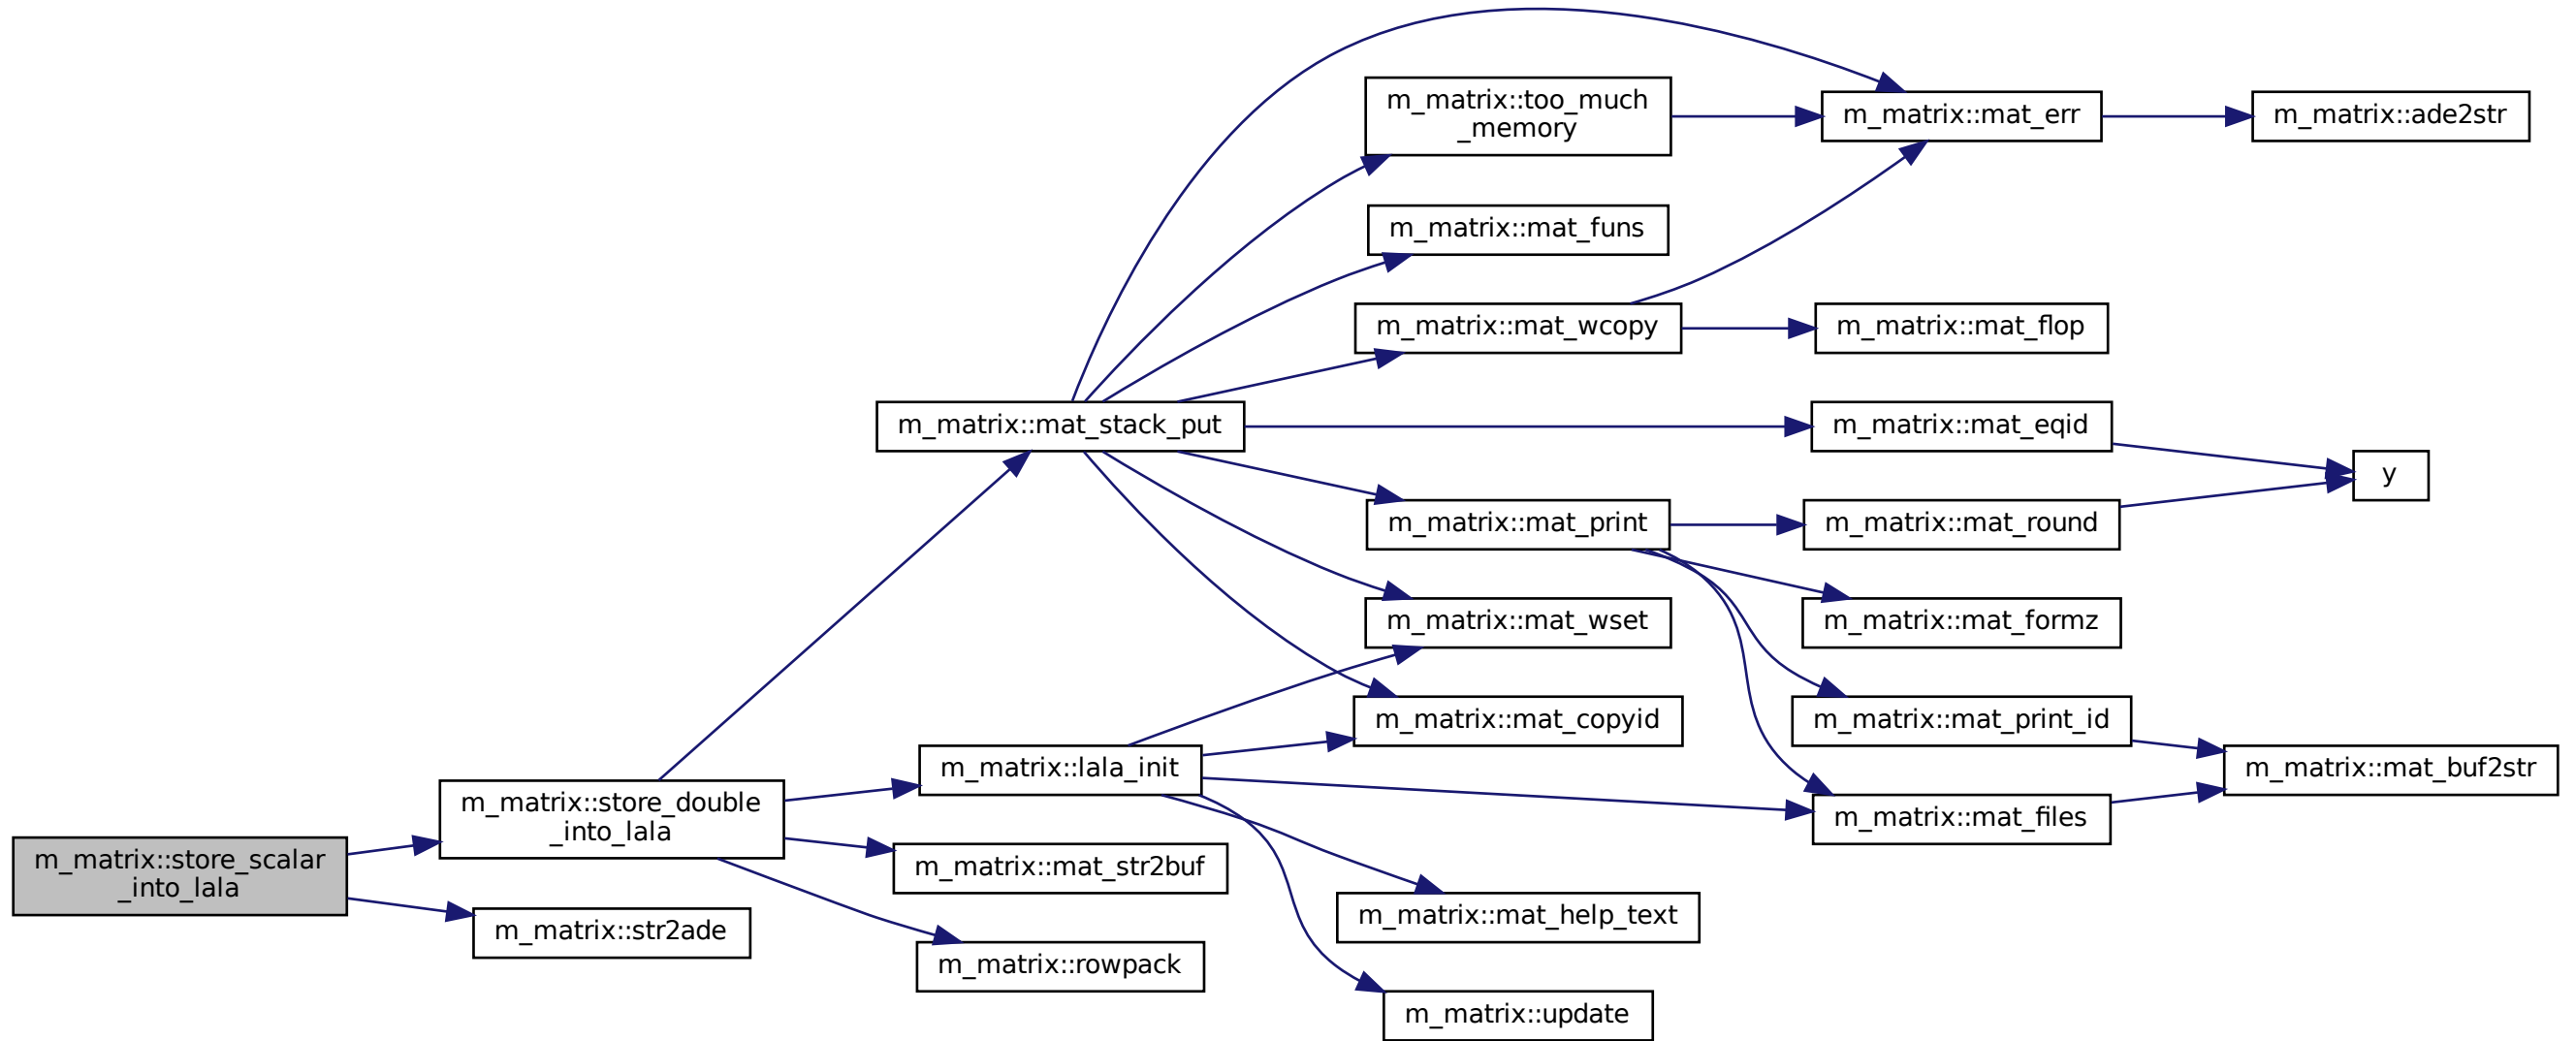 m_matrix::store_scalar
_into_lala
m_matrix::store_double
_into_lala
m_matrix::str2ade
m_matrix::mat_stack_put
m_matrix::lala_init
m_matrix::mat_str2buf
m_matrix::rowpack
m_matrix::too_much
_memory
m_matrix::mat_funs
m_matrix::mat_wcopy
m_matrix::mat_print
m_matrix::mat_wset
m_matrix::mat_copyid
m_matrix::mat_help_text
m_matrix::update
m_matrix::mat_err
m_matrix::mat_flop
m_matrix::mat_eqid
m_matrix::mat_round
m_matrix::mat_formz
m_matrix::mat_print_id
m_matrix::mat_files
m_matrix::ade2str
y
m_matrix::mat_buf2str